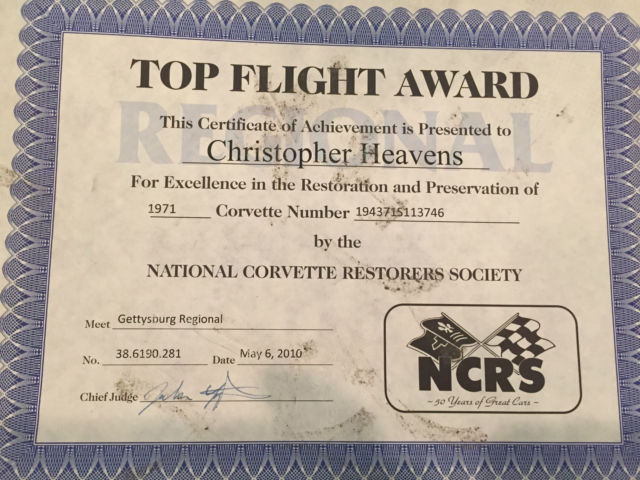 TOP FLIGHT AWARD
REGIONAL
This Certificate of Achievement is Presented to
Christopher Heavens
For Excellence in the Restoration and Preservation of
1971 Corvette Number 194371S113746
by the
NATIONAL CORVETTE RESTORERS SOCIETY
Meet Gettysburg Regional
No. 38.6190.281 Date May 6, 2010
Chief Judge
NCRS
~ 50 Years of Great Cars ~